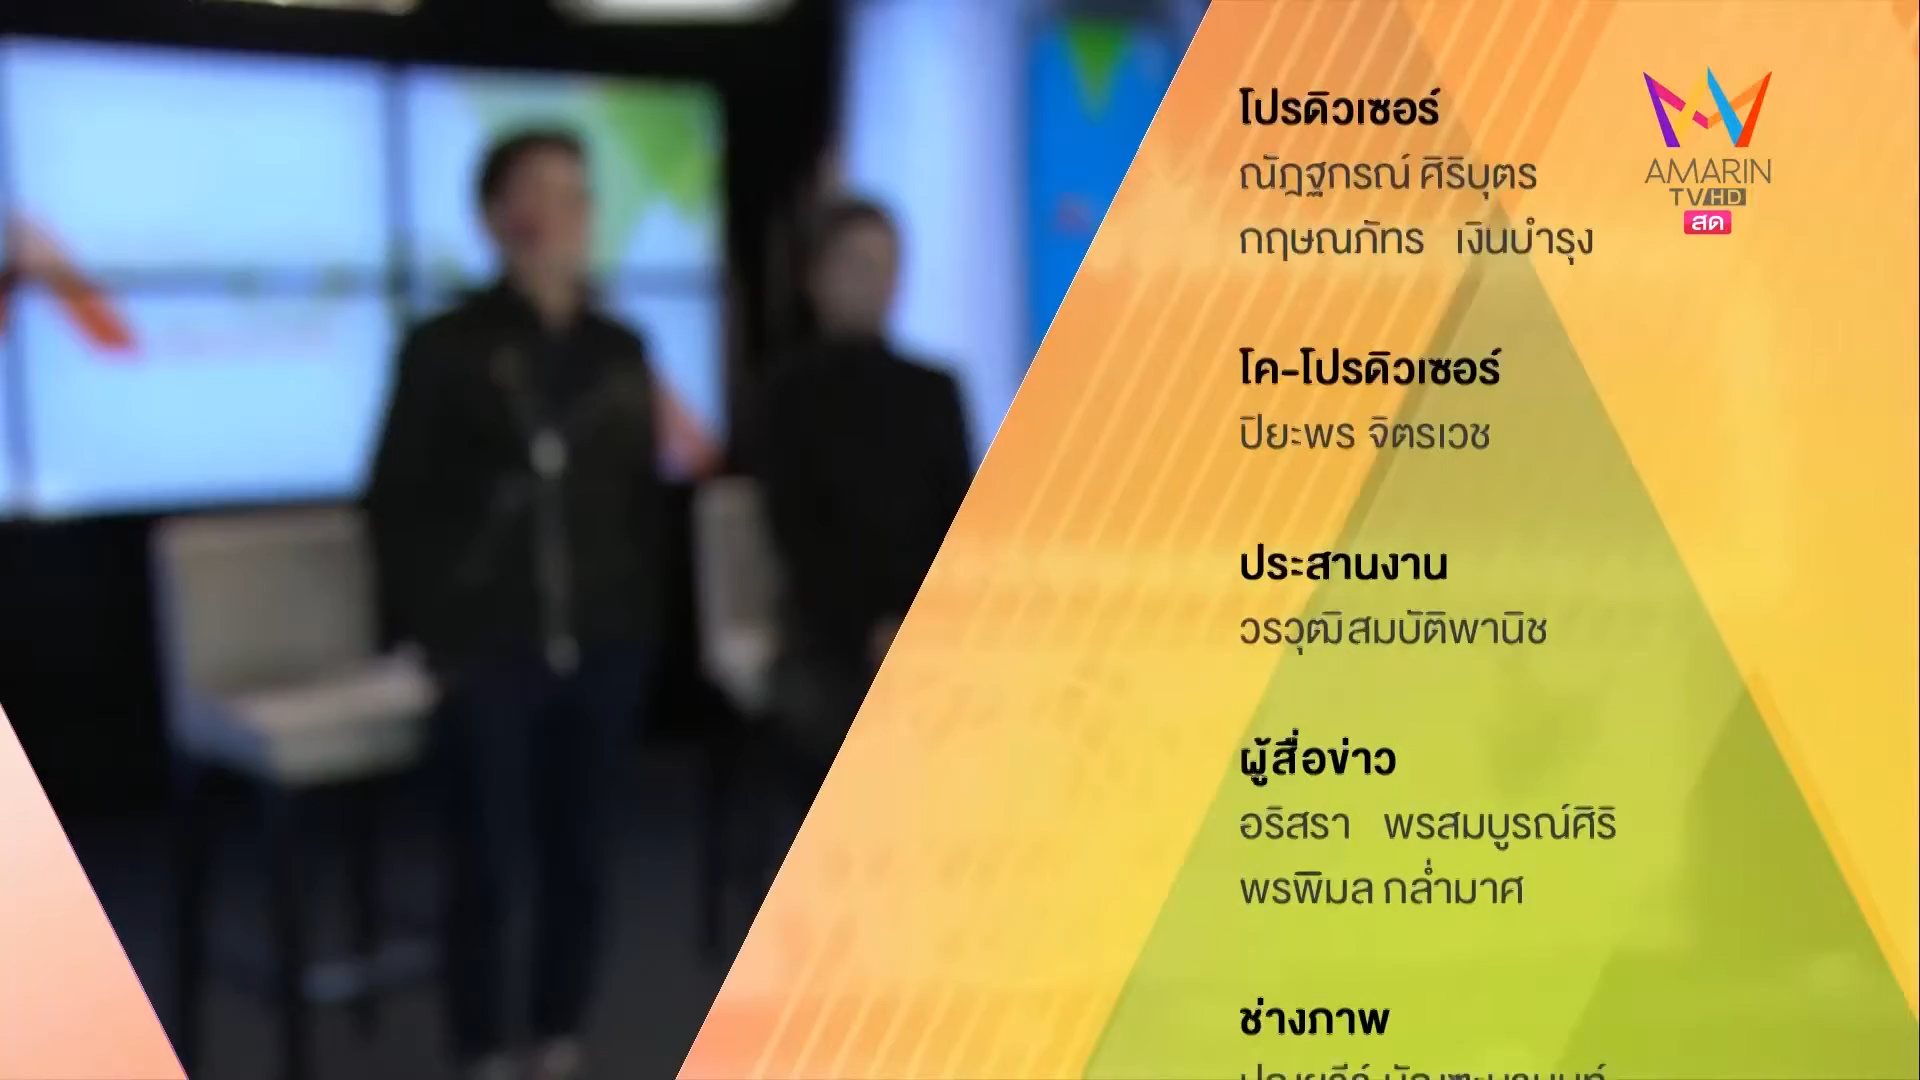 โปรดิวเซอร์
ณัฎฐกรณ์ ศิริบุตร
กฤษณภัทร เงินบำรุง
โค-โปรดิวเซอร์
ปิยะพร จิตรเวช
ประสานงาน
วรวุฒิสมบัติพานิช
ผู้สื่อข่าว
อริสรา พรสมบูรณ์ศิริ
พรพิมล กล่ำมาศ
ช่างภาพ
AMARIN
TV HD
สด